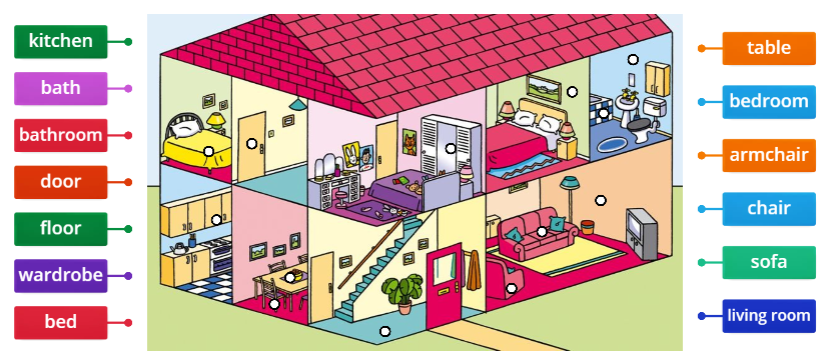 kitchen
bath
bathroom
door
floor
wardrobe
bed
table
bedroom
armchair
chair
sofa
living room